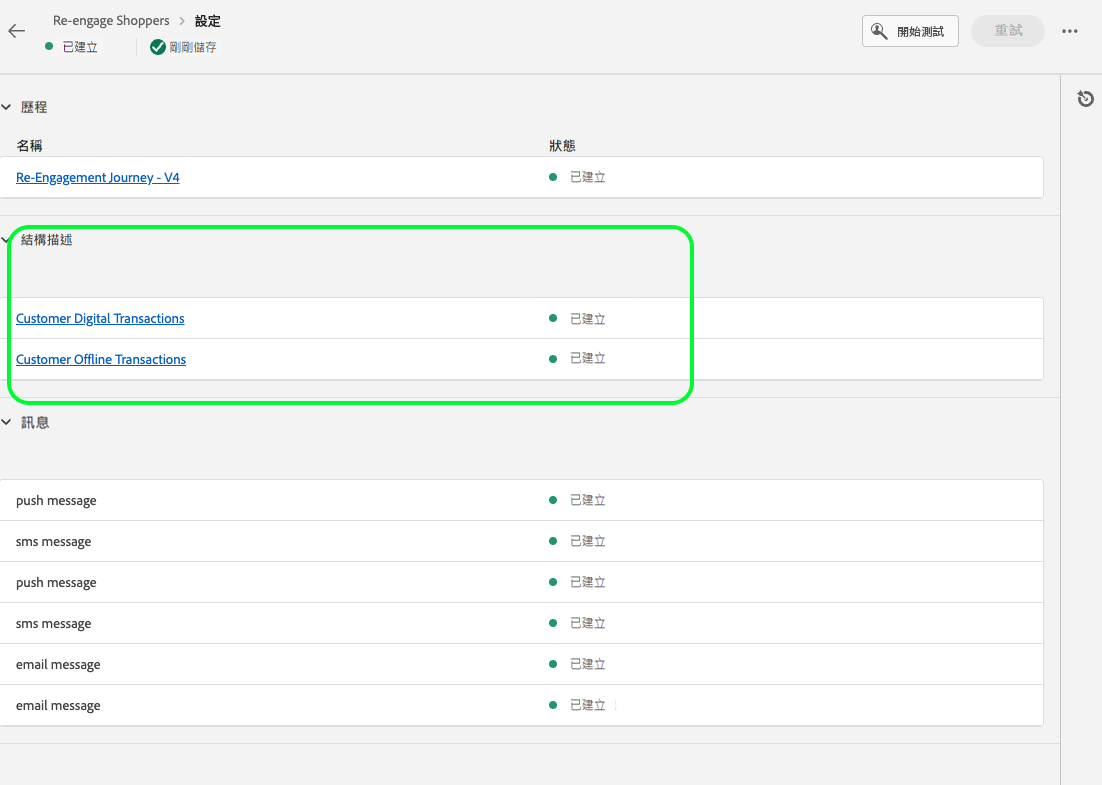 Re-engage Shoppers > 設定
已建立 剛剛儲存
開始測試
重試
歷程
名稱 狀態
Re-Engagement Journey - V4 已建立
結構描述
Customer Digital Transactions 已建立
Customer Offline Transactions 已建立
訊息
push message 已建立
sms message 已建立
push message 已建立
sms message 已建立
email message 已建立
email message 已建立